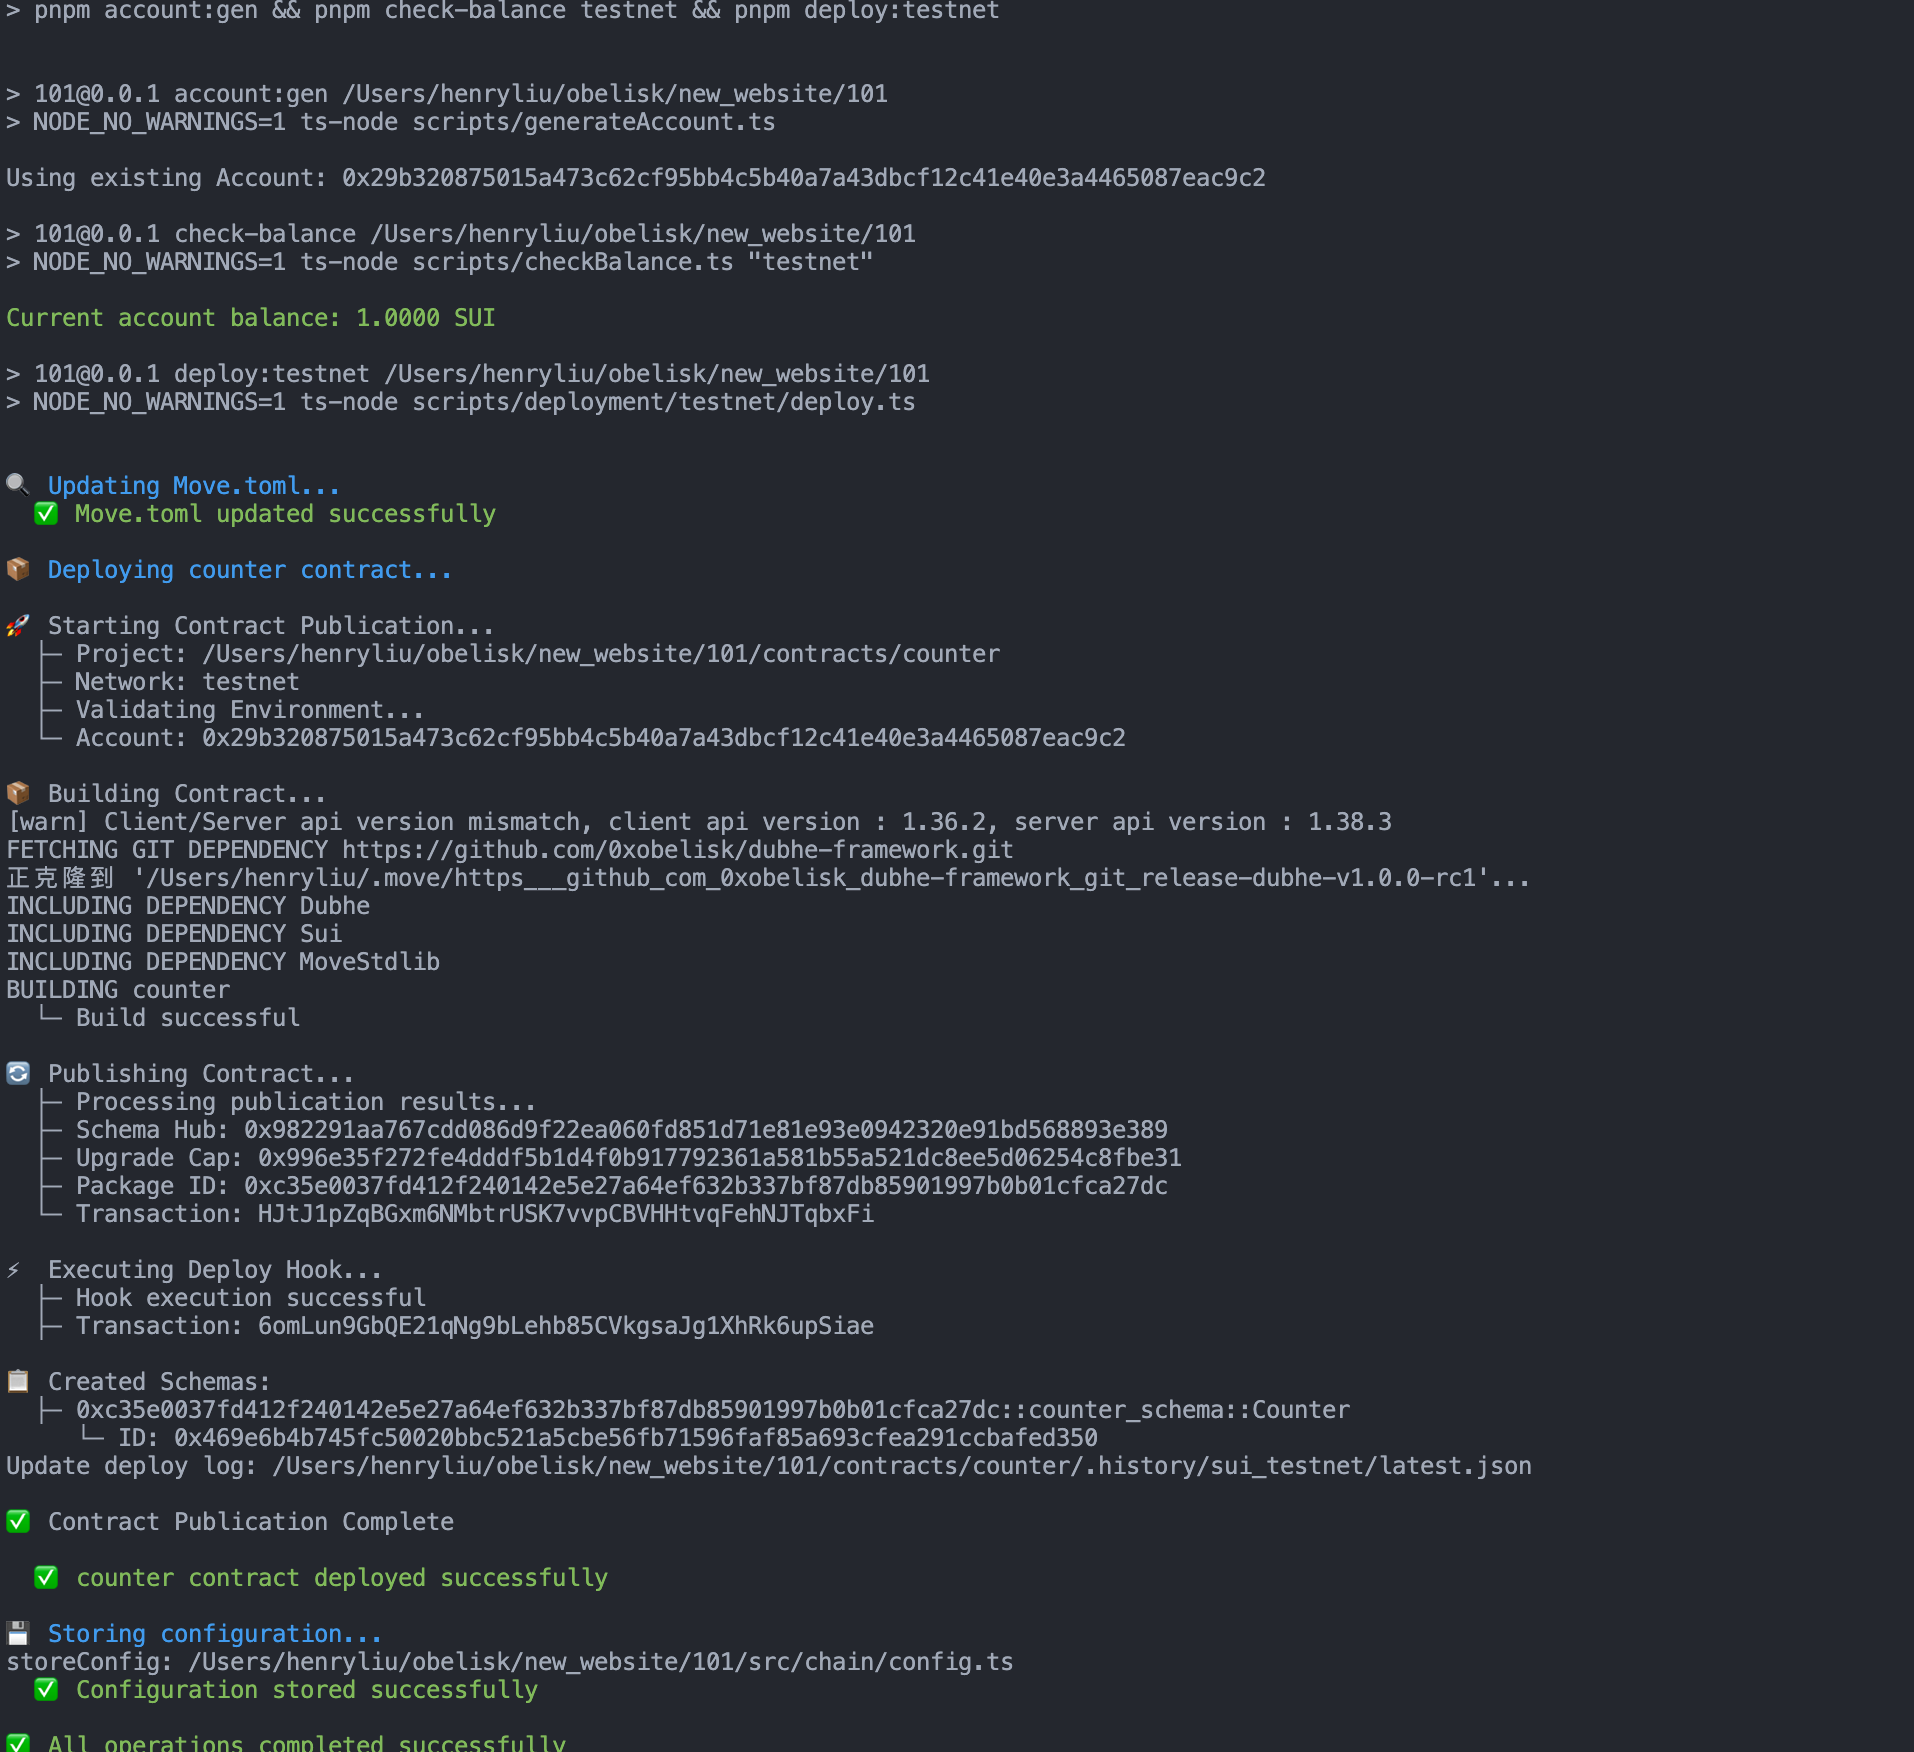 > pnpm account:gen && pnpm check-balance testnet && pnpm deploy:testnet
> 101@0.0.1 account:gen /Users/henryliu/obelisk/new_website/101
> NODE_NO_WARNINGS=1 ts-node scripts/generateAccount.ts
Using existing Account: 0x29b320875015a473c62cf95bb4c5b40a7a43dbcf12c41e40e3a4465087eac9c2
> 101@0.0.1 check-balance /Users/henryliu/obelisk/new_website/101
> NODE_NO_WARNINGS=1 ts-node scripts/checkBalance.ts "testnet"
Current account balance: 1.0000 SUI
> 101@0.0.1 deploy:testnet /Users/henryliu/obelisk/new_website/101
> NODE_NO_WARNINGS=1 ts-node scripts/deployment/testnet/deploy.ts
🔍 Updating Move.toml...
✅ Move.toml updated successfully
📦 Deploying counter contract...
🚀 Starting Contract Publication...
├─ Project: /Users/henryliu/obelisk/new_website/101/contracts/counter
├─ Network: testnet
├─ Validating Environment...
└─ Account: 0x29b320875015a473c62cf95bb4c5b40a7a43dbcf12c41e40e3a4465087eac9c2
📦 Building Contract...
[warn] Client/Server api version mismatch, client api version : 1.36.2, server api version : 1.38.3
FETCHING GIT DEPENDENCY https://github.com/0xobelisk/dubhe-framework.git
正克隆到 '/Users/henryliu/.move/https___github_com_0xobelisk_dubhe-framework_git_release-dubhe-v1.0.0-rc1'...
INCLUDING DEPENDENCY Dubhe
INCLUDING DEPENDENCY Sui
INCLUDING DEPENDENCY MoveStdlib
BUILDING counter
└─ Build successful
🔄 Publishing Contract...
├─ Processing publication results...
├─ Schema Hub: 0x982291aa767cdd086d9f22ea060fd851d71e81e93e0942320e91bd568893e389
├─ Upgrade Cap: 0x996e35f272fe4dddf5b1d4f0b917792361a581b55a521dc8ee5d06254c8fbe31
├─ Package ID: 0xc35e0037fd412f240142e5e27a64ef632b337bf87db85901997b0b01cfca27dc
└─ Transaction: HJtJ1pZqBGxm6NMbtrUSK7vvpCBVHHtvqFehNJTqbxFi
⚡ Executing Deploy Hook...
├─ Hook execution successful
├─ Transaction: 6omLun9GbQE21qNg9bLehb85CVkgsaJg1XhRk6upSiae
📋 Created Schemas:
├─ 0xc35e0037fd412f240142e5e27a64ef632b337bf87db85901997b0b01cfca27dc::counter_schema::Counter
└─ ID: 0x469e6b4b745fc50020bbc521a5cbe56fb71596faf85a693cfea291ccbafed350
Update deploy log: /Users/henryliu/obelisk/new_website/101/contracts/counter/.history/sui_testnet/latest.json
✅ Contract Publication Complete
✅ counter contract deployed successfully
💾 Storing configuration...
storeConfig: /Users/henryliu/obelisk/new_website/101/src/chain/config.ts
✅ Configuration stored successfully
✅ All operations completed successfully